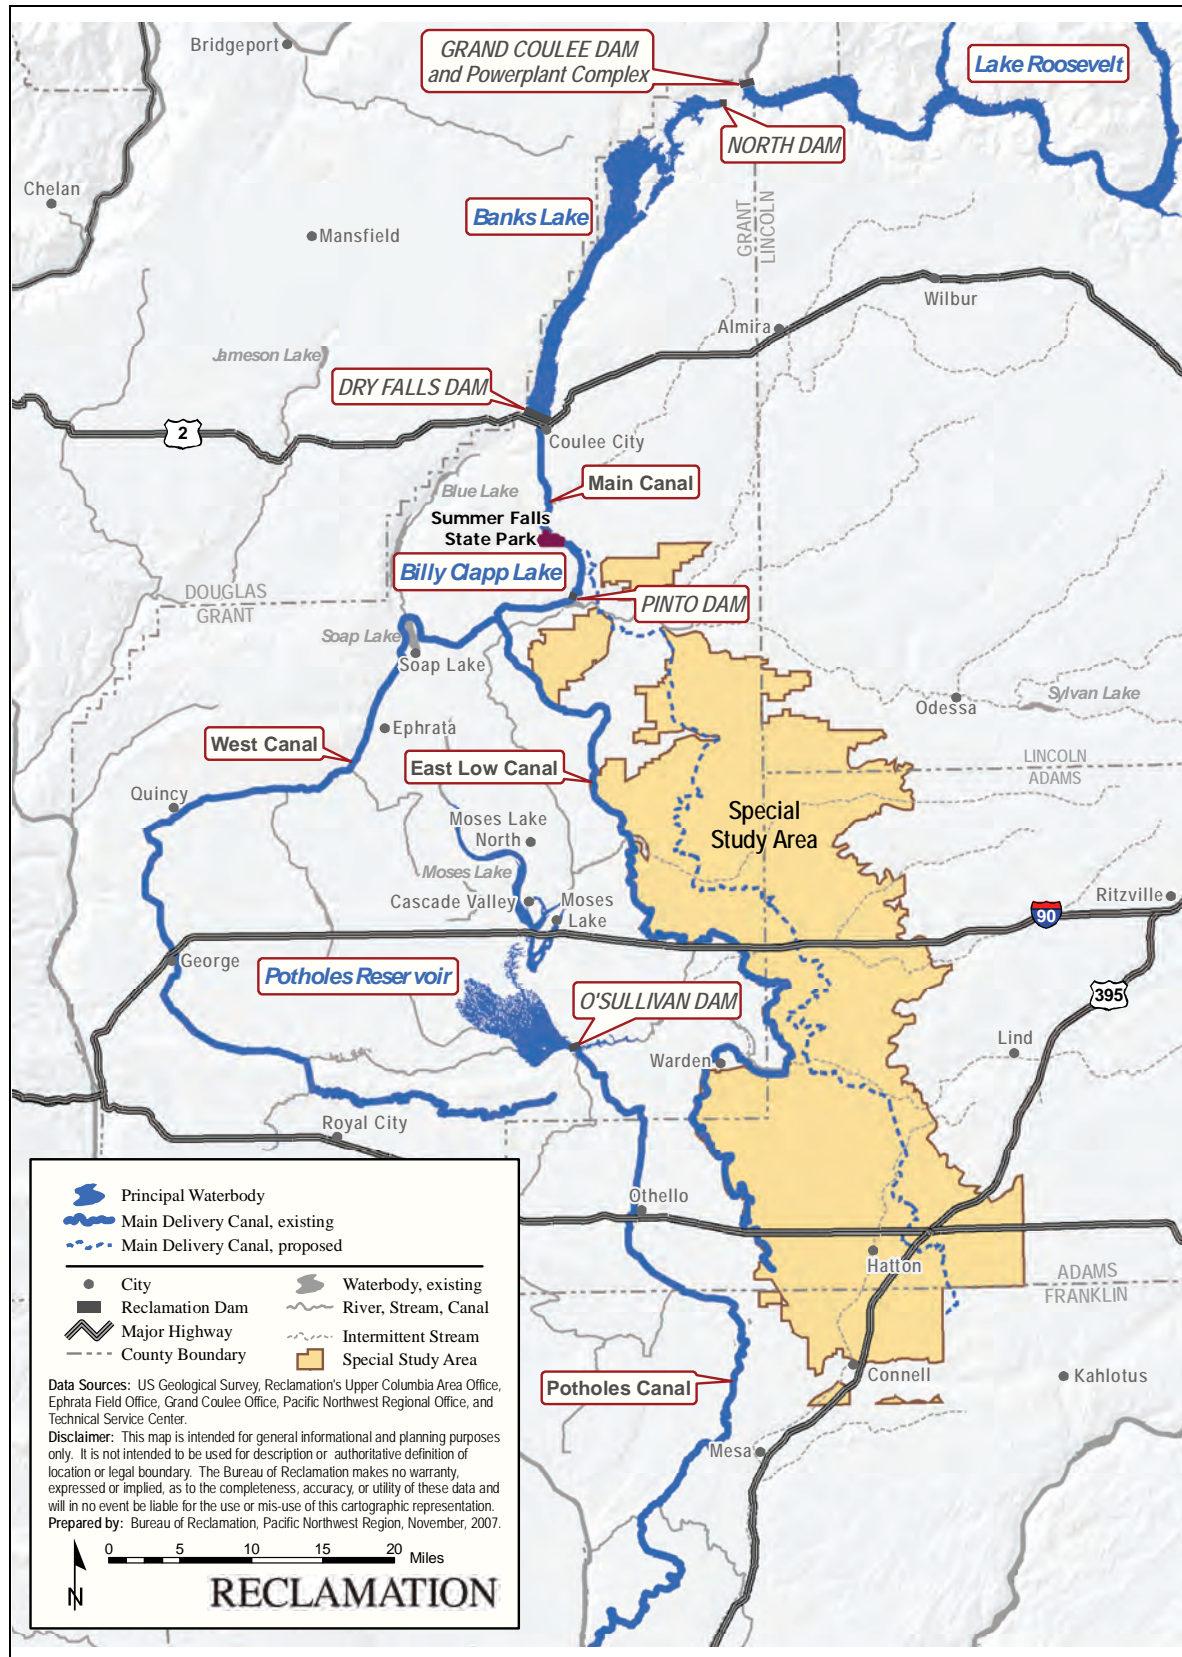 Bridgeport
GRAND COULEE DAM
and Powerplant Complex
Lake Roosevelt
NORTH DAM
Chelan
Banks Lake
Mansfield
GRANT
LINCOLN
Wilbur
Almira
Jameson Lake
DRY FALLS DAM
2
Coulee City
Main Canal
Blue Lake
Summer Falls
State Park
Billy Clapp Lake
DOUGLAS
GRANT
PINTO DAM
Soap Lake
Soap Lake
Sylvan Lake
Odessa
Ephrata
West Canal
East Low Canal
LINCOLN
ADAMS
Quincy
Special
Study Area
Moses Lake
North
Moses Lake
Cascade Valley
Moses
Lake
Ritzville
90
George
Potholes Reservoir
O'SULLIVAN DAM
395
Warden
Lind
Royal City
Othello
Hatton
ADAMS
FRANKLIN
Connell
Kahlotus
Potholes Canal
Mesa
Principal Waterbody
Main Delivery Canal, existing
Main Delivery Canal, proposed
City
Reclamation Dam
Major Highway
County Boundary
Waterbody, existing
River, Stream, Canal
Intermittent Stream
Special Study Area
Data Sources: US Geological Survey, Reclamation's Upper Columbia Area Office,
Ephrata Field Office, Grand Coulee Office, Pacific Northwest Regional Office, and
Technical Service Center.
Disclaimer: This map is intended for general informational and planning purposes
only. It is not intended to be used for description or authoritative definition of
location or legal boundary. The Bureau of Reclamation makes no warranty,
expressed or implied, as to the completeness, accuracy, or utility of these data and
will in no event be liable for the use or mis-use of this cartographic representation.
Prepared by: Bureau of Reclamation, Pacific Northwest Region, November, 2007.
0 5 10 15 20 Miles
N
RECLAMATION